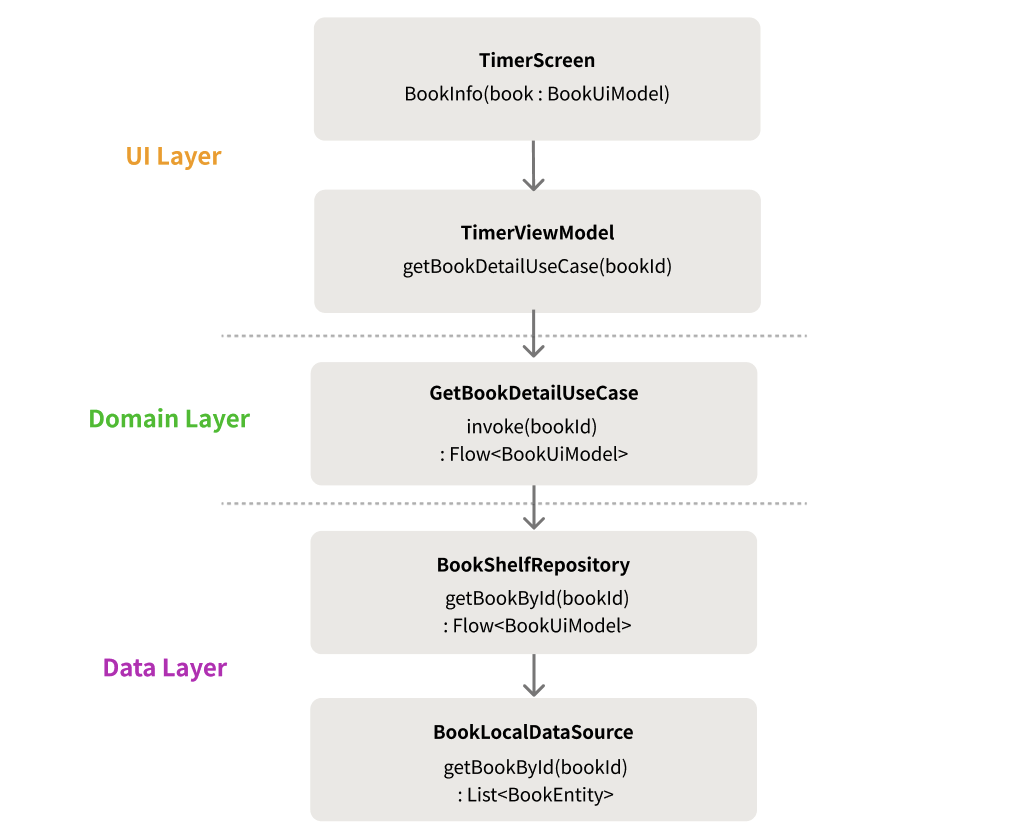 TimerScreen
BookInfo(book : BookUiModel)
UI Layer
TimerViewModel
getBookDetailUseCase(bookId)
GetBookDetailUseCase
Domain Layer
invoke(bookId)
: Flow<BookUiModel>
BookShelfRepository
getBookById(bookId)
: Flow<BookUiModel>
Data Layer
BookLocalDataSource
getBookById(bookId)
: List<BookEntity>